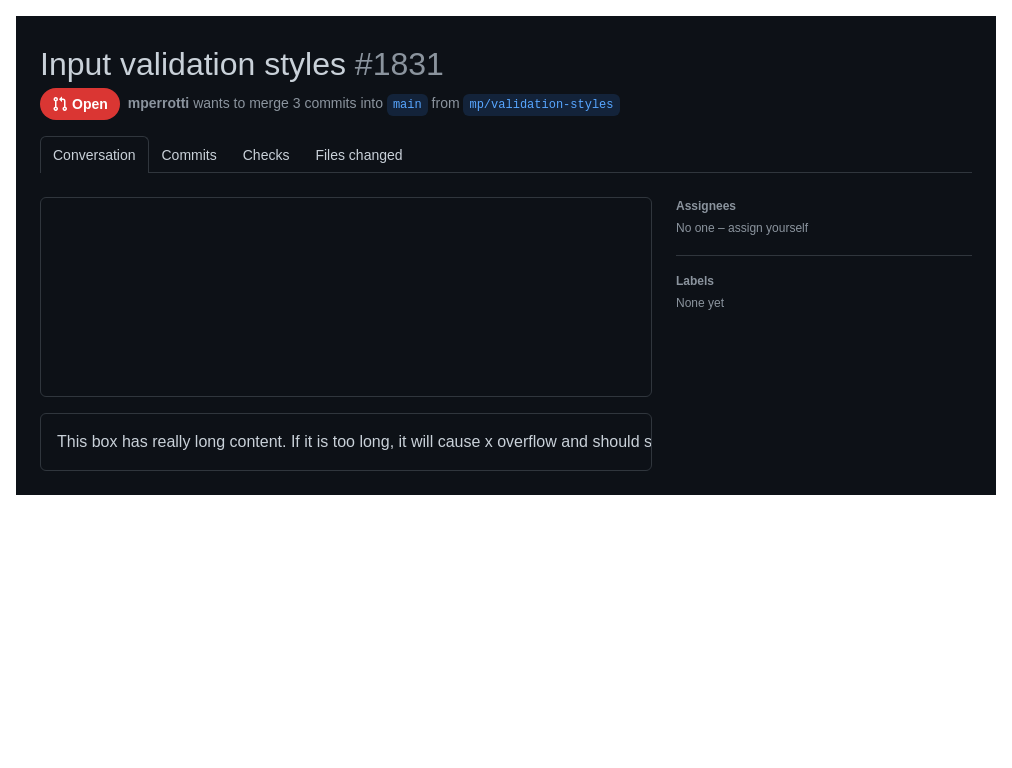 Input validation styles #1831
Open mperrotti wants to merge 3 commits into main from mp/validation-styles
Conversation Commits Checks Files changed
Assignees
No one – assign yourself
Labels
None yet
This box has really long content. If it is too long, it will cause x overflow and should s